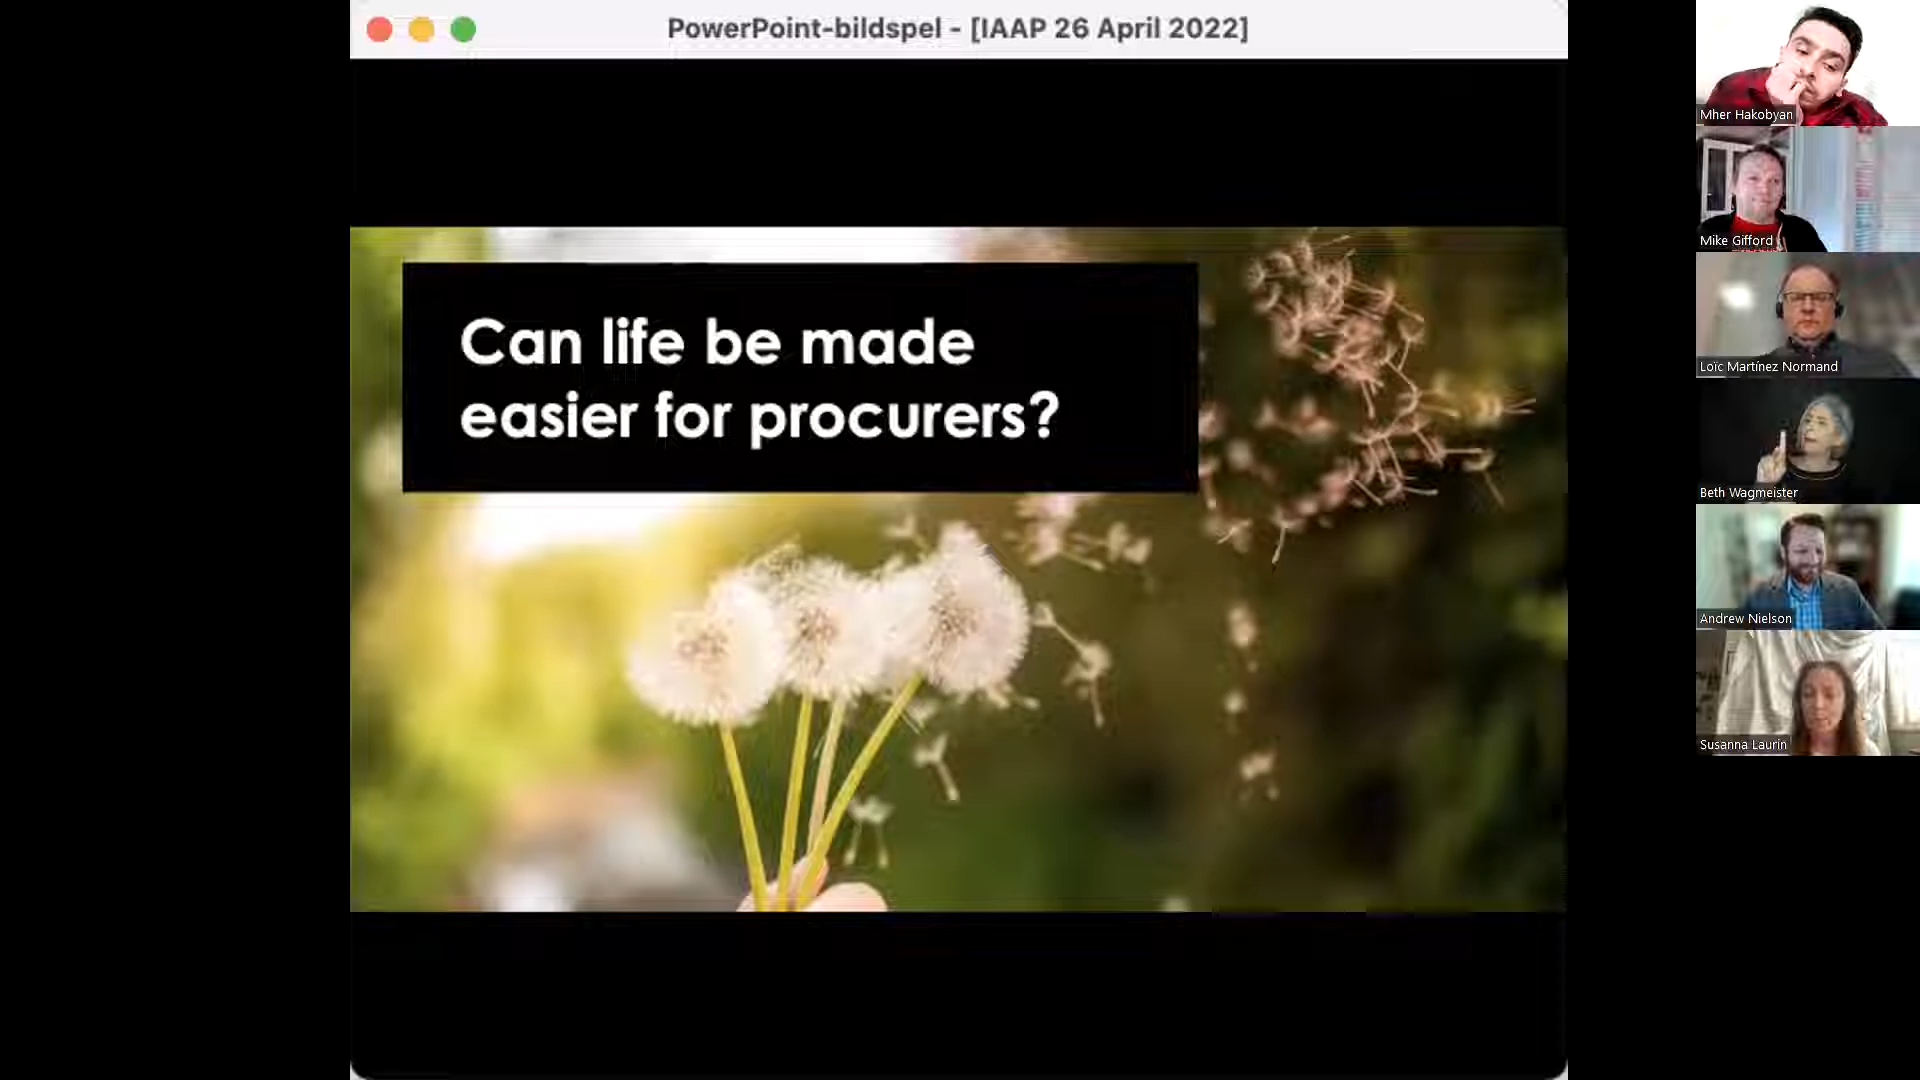 PowerPoint-bildspel - [IAAP 26 April 2022]
Can life be made
easier for procurers?
Mher Hakobyan
Mike Gifford
Loïc Martínez Normand
Beth Wagmeister
Andrew Nielson
Susanna Laurin